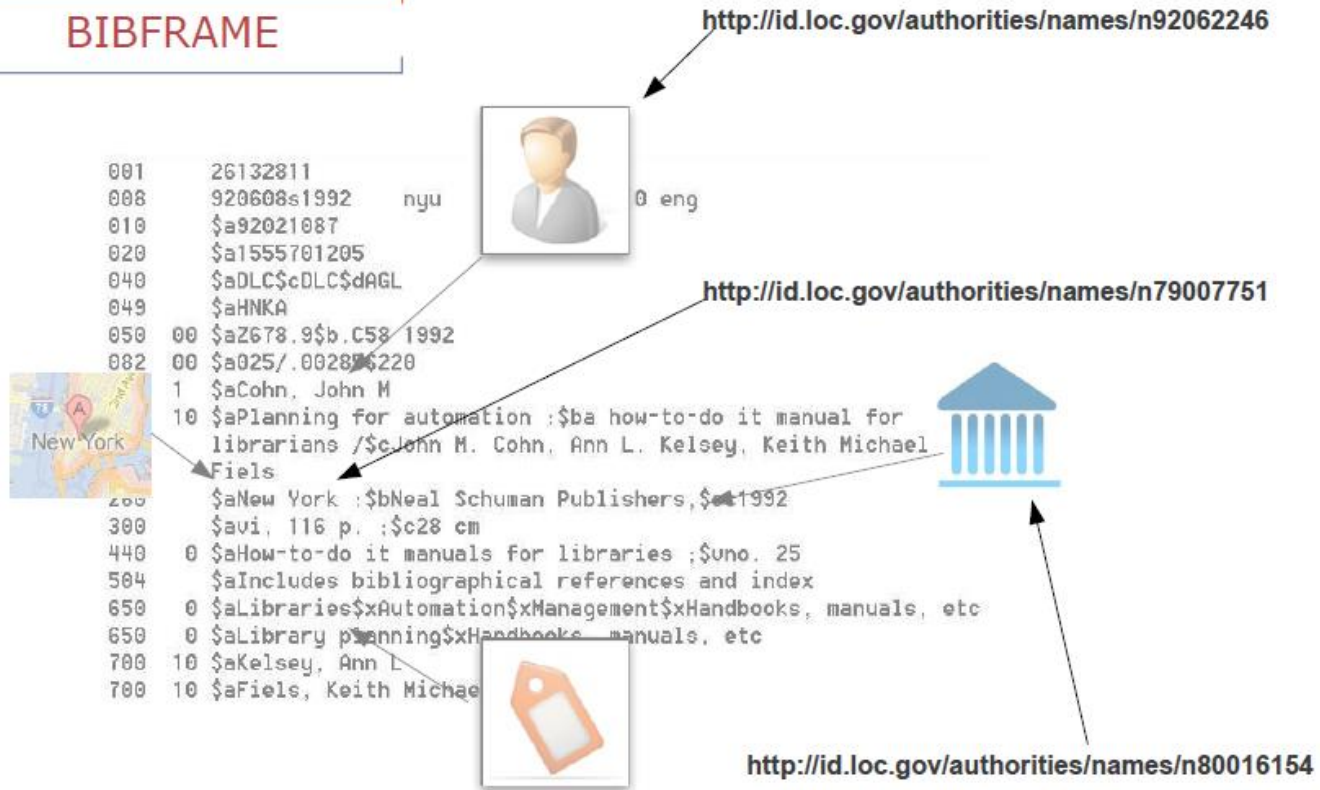 BIBFRAME
http://id.loc.gov/authorities/names/n92062246
001 26132811
008 920608s1992 nyu 0 eng
010 $a92021087
020 $a1555701205
040 $aDLC$cDLC$dAGL
http://id.loc.gov/authorities/names/n79007751
049 $aHNKA
050 00 $aZ678.9$b.C58 1992
082 00 $a025/.002856220
1 $aCohn, John M
10 $aPlanning for automation :$ba how-to-do it manual for
librarians /$cJohn M. Cohn, Ann L. Kelsey, Keith Michael
Fiels
78
A
2nd
New York
260 $aNew York :$bNeal Schuman Publishers,$cc1992
300 $avi, 116 p. ;$c28 cm
440 0 $aHow-to-do it manuals for libraries ;$vno. 25
504 $aIncludes bibliographical references and index
650 0 $aLibraries$xAutomation$xManagement$xHandbooks, manuals, etc
650 0 $aLibrary planning$xHandbooks, manuals, etc
700 10 $aKelsey, Ann L
700 10 $aFiels, Keith Michae
http://id.loc.gov/authorities/names/n80016154